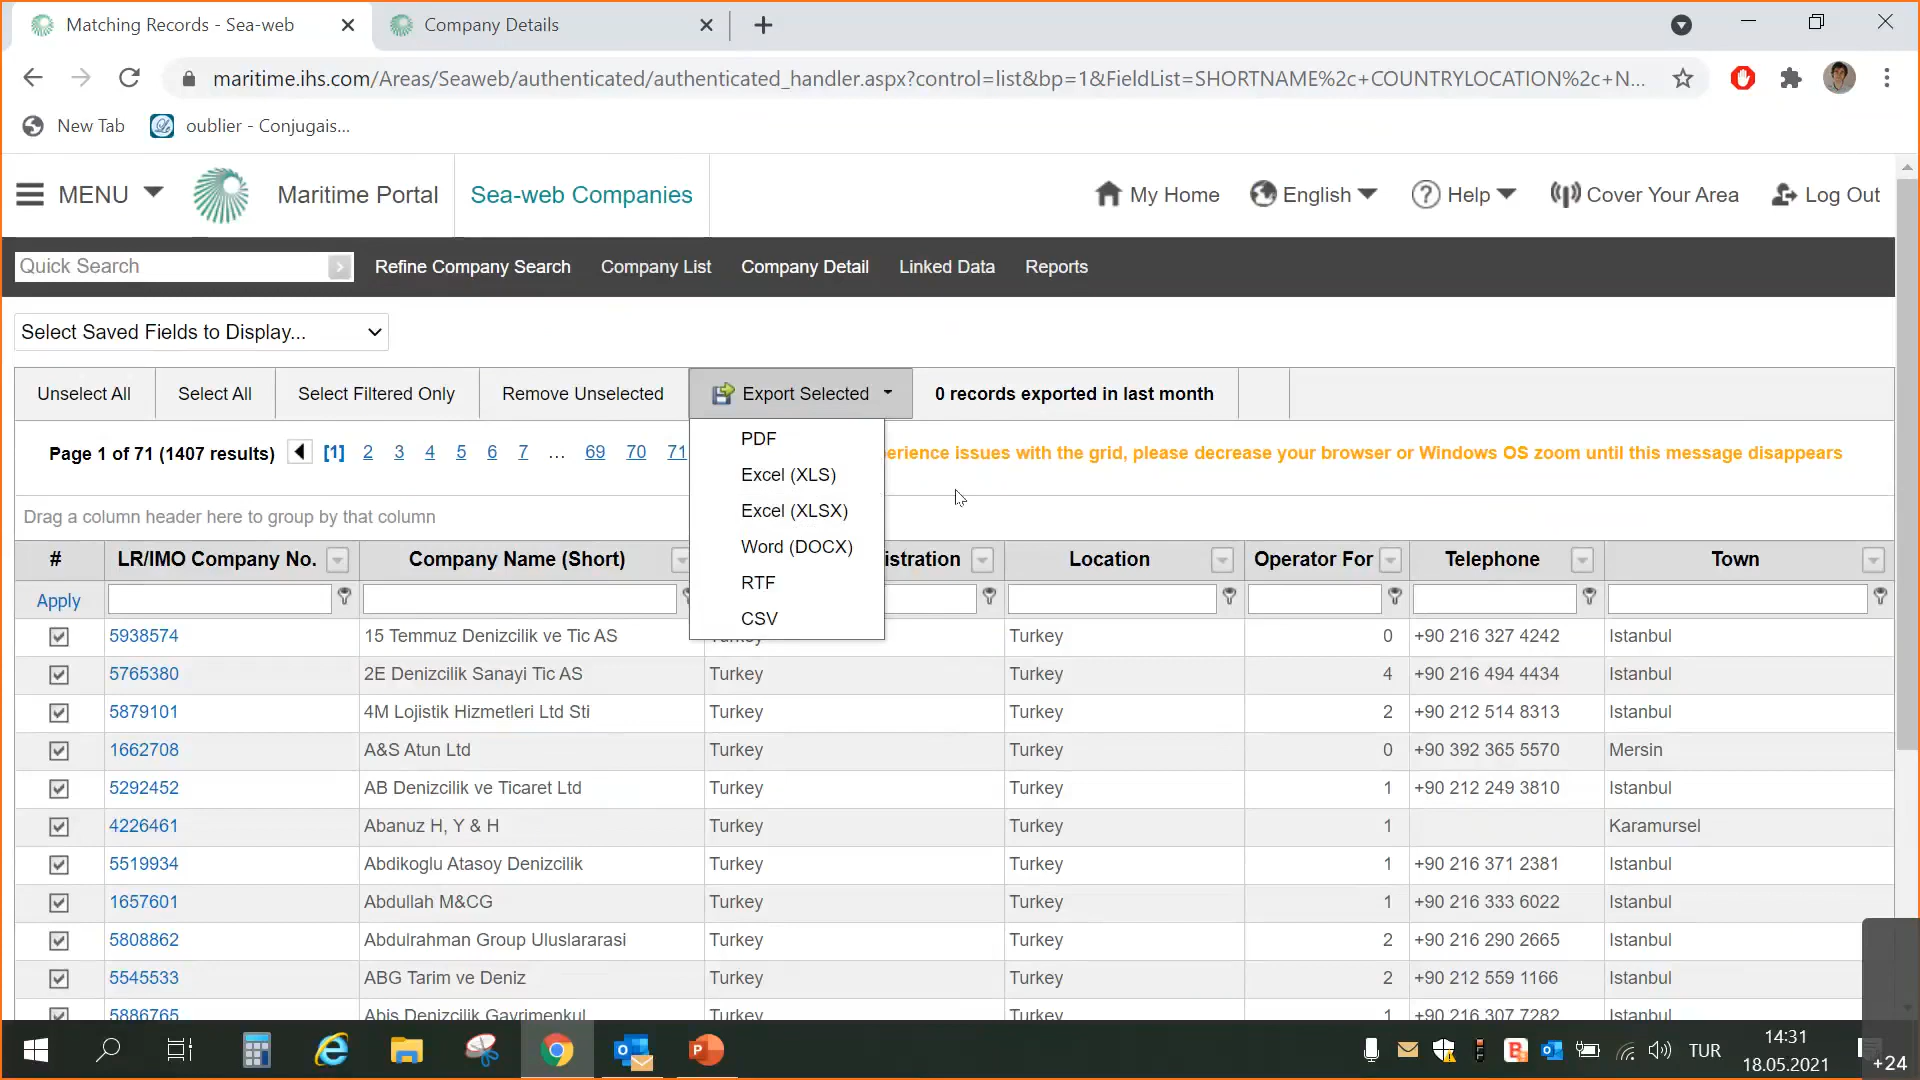 Matching Records - Sea-web
Company Details
maritime.ihs.com/Areas/Seaweb/authenticated/authenticated_handler.aspx?control=list&bp=1&FieldList=SHORTNAME%2c+COUNTRYLOCATION%2c+N...
New Tab
oublier - Conjugais...
MENU
Maritime Portal
Sea-web Companies
My Home
English
Help
Cover Your Area
Log Out
Quick Search
Refine Company Search
Company List
Company Detail
Linked Data
Reports
Select Saved Fields to Display...
Unselect All
Select All
Select Filtered Only
Remove Unselected
Export Selected
0 records exported in last month
PDF
Excel (XLS)
Excel (XLSX)
Word (DOCX)
RTF
CSV
Page 1 of 71 (1407 results) [1] 2 3 4 5 6 7 … 69 70 71
erience issues with the grid, please decrease your browser or Windows OS zoom until this message disappears
Drag a column header here to group by that column
# LR/IMO Company No. Company Name (Short) istration Location Operator For Telephone Town
Apply
5938574 15 Temmuz Denizcilik ve Tic AS Turkey Turkey 0 +90 216 327 4242 Istanbul
5765380 2E Denizcilik Sanayi Tic AS Turkey Turkey 4 +90 216 494 4434 Istanbul
5879101 4M Lojistik Hizmetleri Ltd Sti Turkey Turkey 2 +90 212 514 8313 Istanbul
1662708 A&S Atun Ltd Turkey Turkey 0 +90 392 365 5570 Mersin
5292452 AB Denizcilik ve Ticaret Ltd Turkey Turkey 1 +90 212 249 3810 Istanbul
4226461 Abanuz H, Y & H Turkey Turkey 1 Karamursel
5519934 Abdikoglu Atasoy Denizcilik Turkey Turkey 1 +90 216 371 2381 Istanbul
1657601 Abdullah M&CG Turkey Turkey 1 +90 216 333 6022 Istanbul
5808862 Abdulrahman Group Uluslararasi Turkey Turkey 2 +90 216 290 2665 Istanbul
5545533 ABG Tarim ve Deniz Turkey Turkey 2 +90 212 559 1166 Istanbul
5886765 Abis Denizcilik Gayrimenkul Turkey Turkey 1 +90 216 307 7282 Istanbul
TUR
14:31
18.05.2021
+24